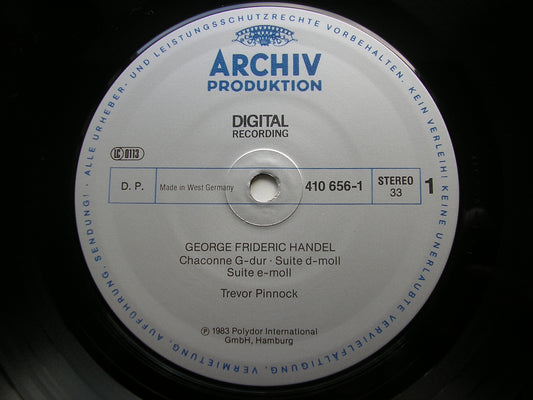 · ALLE URHEBER- UND LEISTUNGSSCHUTZRECHTE VORBEHALTEN. KEIN VERLEIH! KEINE UNERLAUBTE VERVIELFÄLTIGUNG, VERMIETUNG, AUFFÜHRUNG, SENDUNG!
ARCHIV
PRODUKTION
DIGITAL
RECORDING
LC 0113
D. P. Made in West Germany 410 656-1 STEREO 33 1
GEORGE FRIDERIC HANDEL
Chaconne G-dur · Suite d-moll
Suite e-moll
Trevor Pinnock
℗ 1983 Polydor International
GmbH, Hamburg